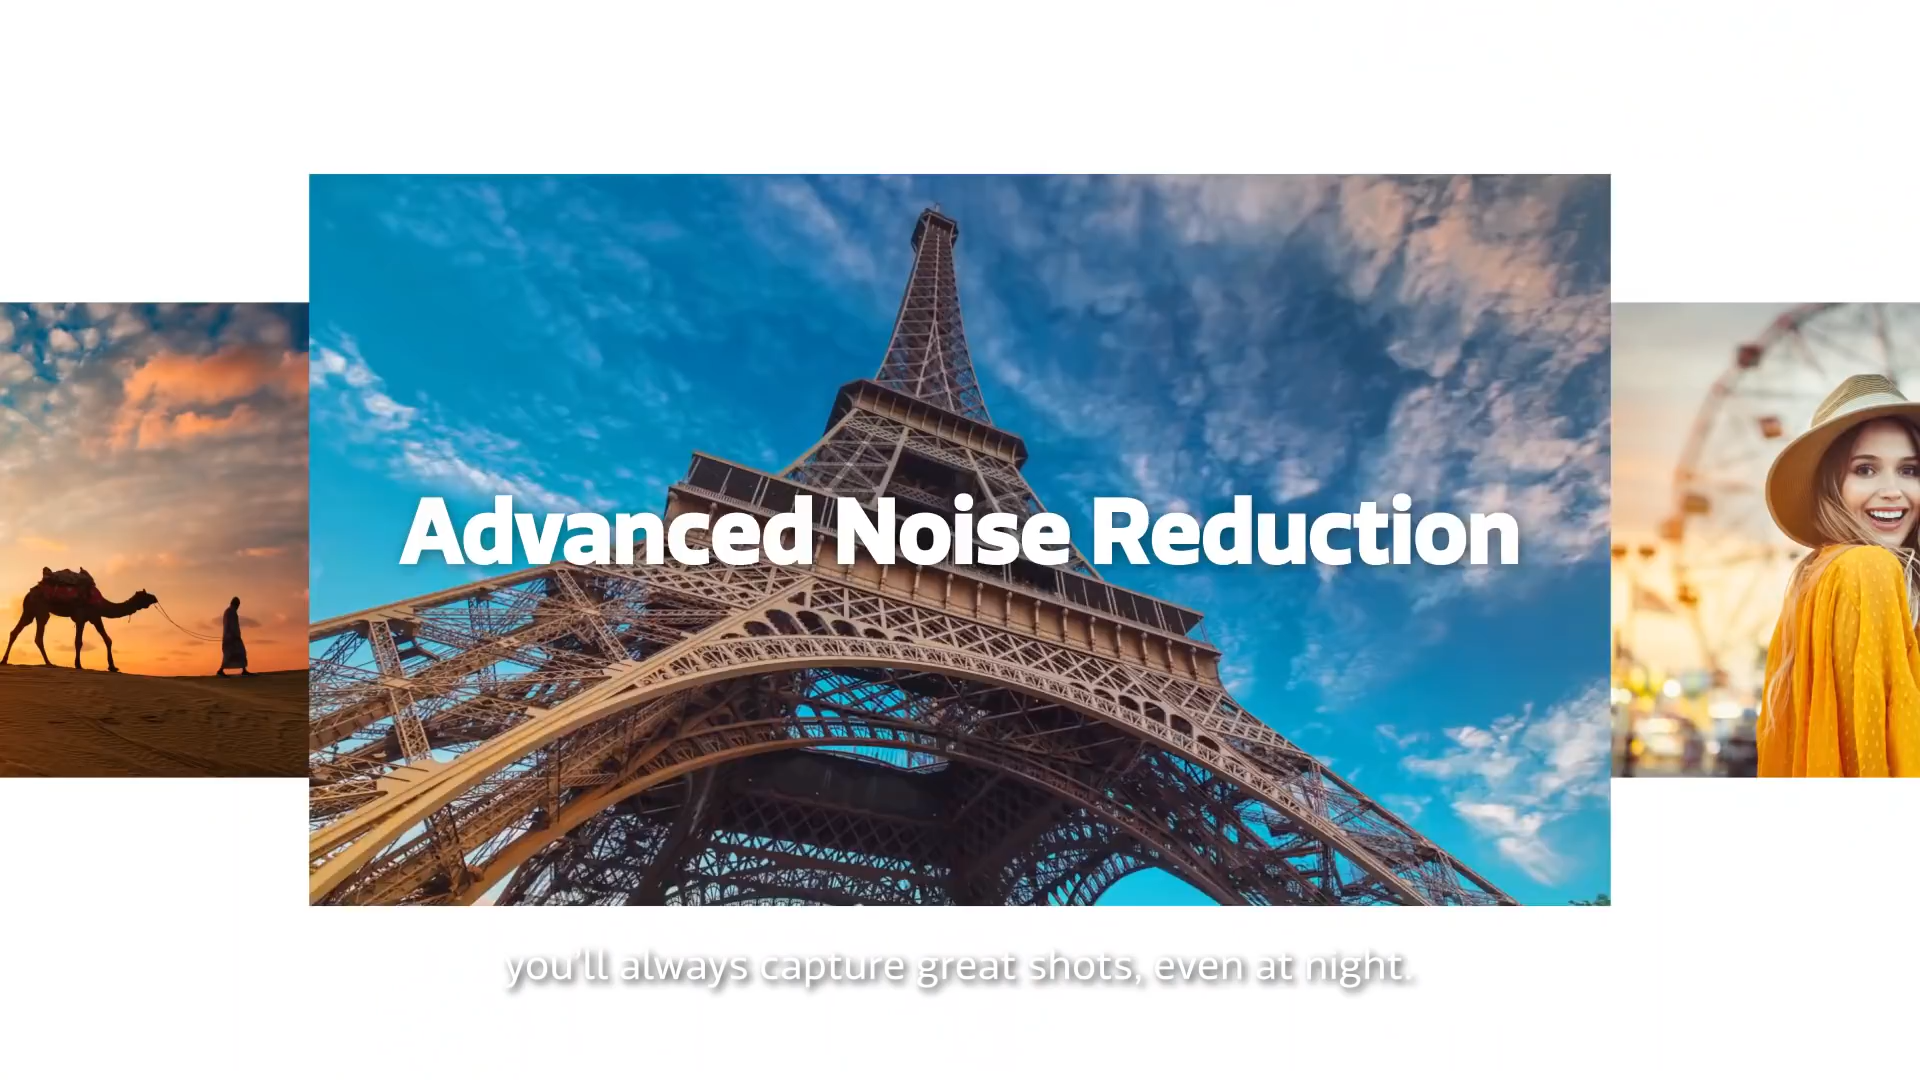 Advanced Noise Reduction
you'll always capture great shots, even at night.